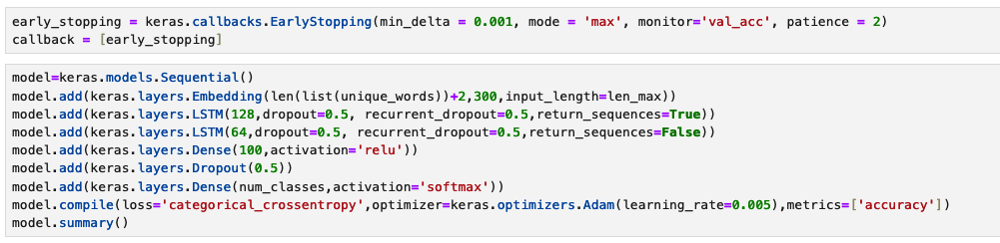 early_stopping = keras.callbacks.EarlyStopping(min_delta = 0.001, mode = 'max', monitor='val_acc', patience = 2)
callback = [early_stopping]
model=keras.models.Sequential()
model.add(keras.layers.Embedding(len(list(unique_words))+2,300,input_length=len_max))
model.add(keras.layers.LSTM(128,dropout=0.5, recurrent_dropout=0.5,return_sequences=True))
model.add(keras.layers.LSTM(64,dropout=0.5, recurrent_dropout=0.5,return_sequences=False))
model.add(keras.layers.Dense(100,activation='relu'))
model.add(keras.layers.Dropout(0.5))
model.add(keras.layers.Dense(num_classes,activation='softmax'))
model.compile(loss='categorical_crossentropy',optimizer=keras.optimizers.Adam(learning_rate=0.005),metrics=['accuracy'])
model.summary()